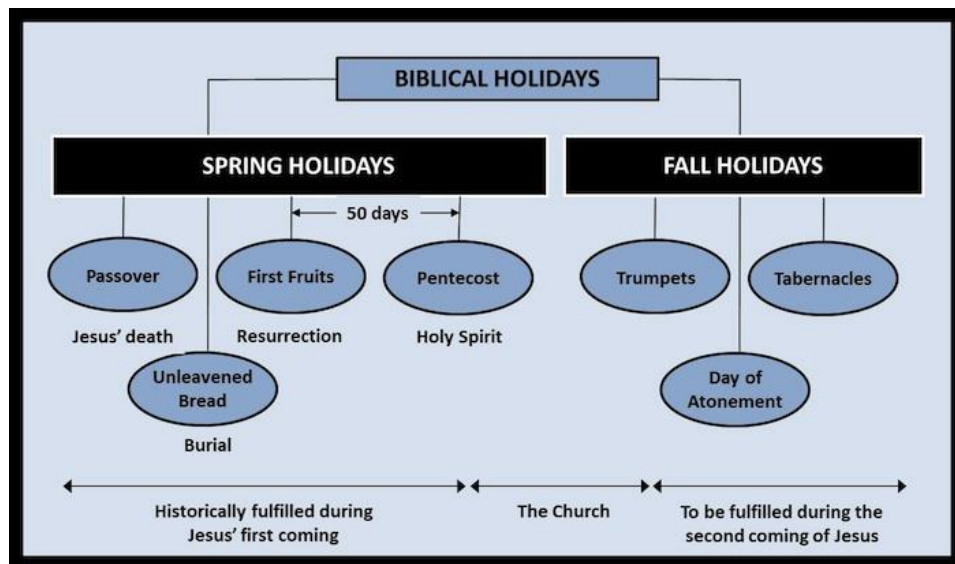 BIBLICAL HOLIDAYS
SPRING HOLIDAYS
FALL HOLIDAYS
50 days
Passover
First Fruits
Pentecost
Trumpets
Tabernacles
Jesus’ death
Resurrection
Holy Spirit
Unleavened
Bread
Day of
Atonement
Burial
Historically fulfilled during
Jesus’ first coming
The Church
To be fulfilled during the
second coming of Jesus